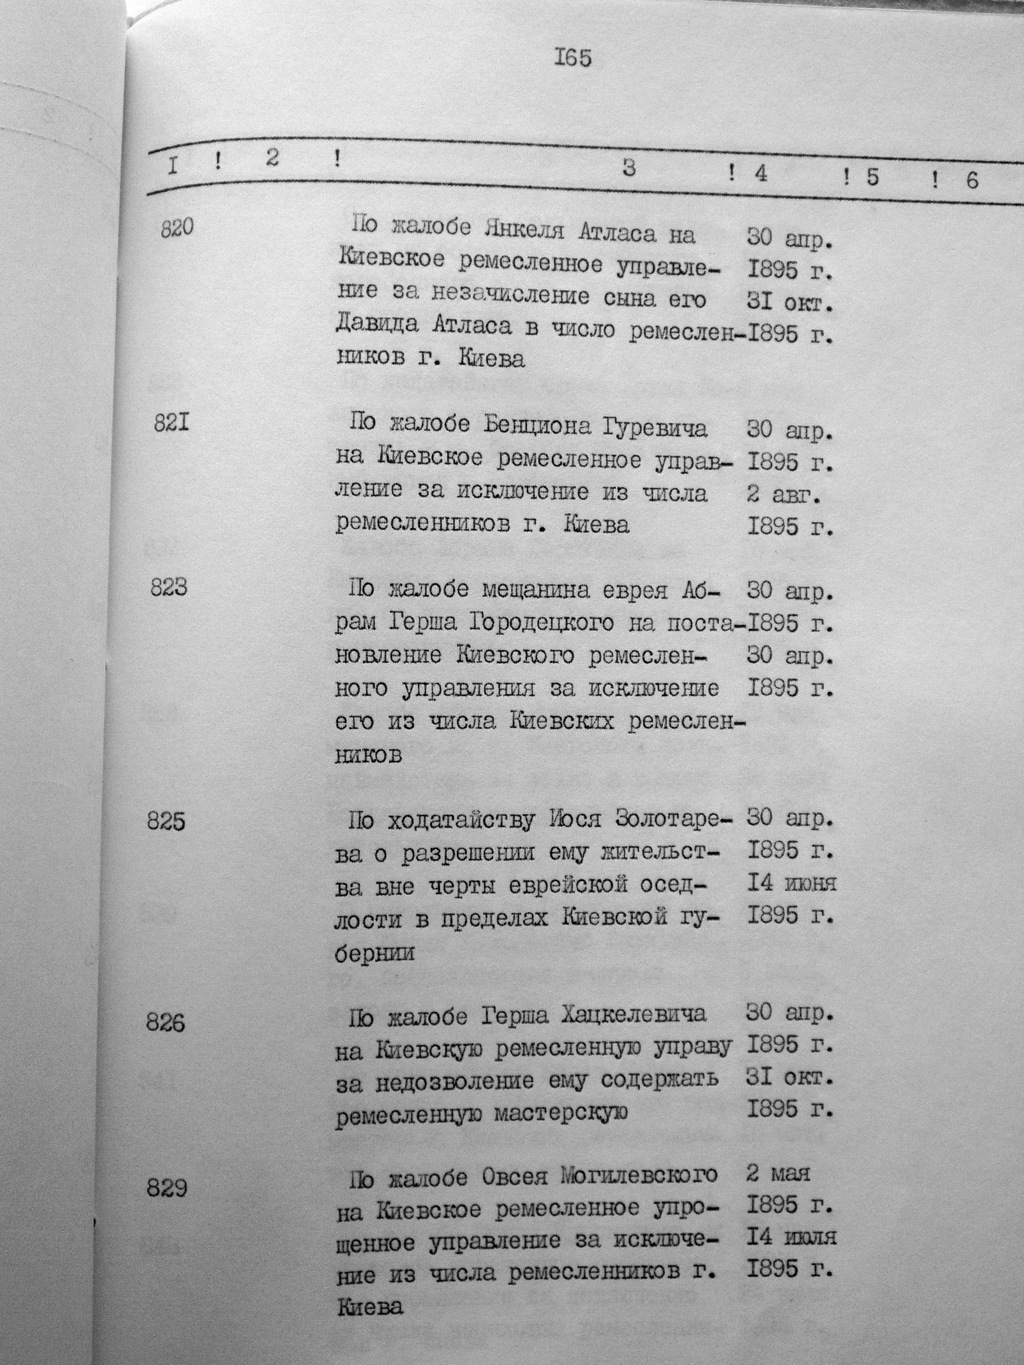 I65
I ! 2 ! 3 ! 4 ! 5 ! 6
820 По жалобе Янкеля Атласа на 30 апр.
Киевское ремесленное управле- I895 г.
ние за незачисление сына его 3I окт.
Давида Атласа в число ремеслен-I895 г.
ников г. Киева
82I По жалобе Бенциона Гуревича 30 апр.
на Киевское ремесленное управ- I895 г.
ление за исключение из числа 2 авг.
ремесленников г. Киева I895 г.
823 По жалобе мещанина еврея Аб- 30 апр.
рам Герша Городецкого на поста-I895 г.
новление Киевского ремеслен- 30 апр.
ного управления за исключение I895 г.
его из числа Киевских ремеслен-
ников
825 По ходатайству Иося Золотаре- 30 апр.
ва о разрешении ему жительст- I895 г.
ва вне черты еврейской осед- I4 июня
лости в пределах Киевской гу- I895 г.
бернии
826 По жалобе Герша Хацкелевича 30 апр.
на Киевскую ремесленную управу I895 г.
за недозволение ему содержать 3I окт.
ремесленную мастерскую I895 г.
829 По жалобе Овсея Могилевского 2 мая
на Киевское ремесленное упро- I895 г.
щенное управление за исключе- I4 июля
ние из числа ремесленников г. I895 г.
Киева